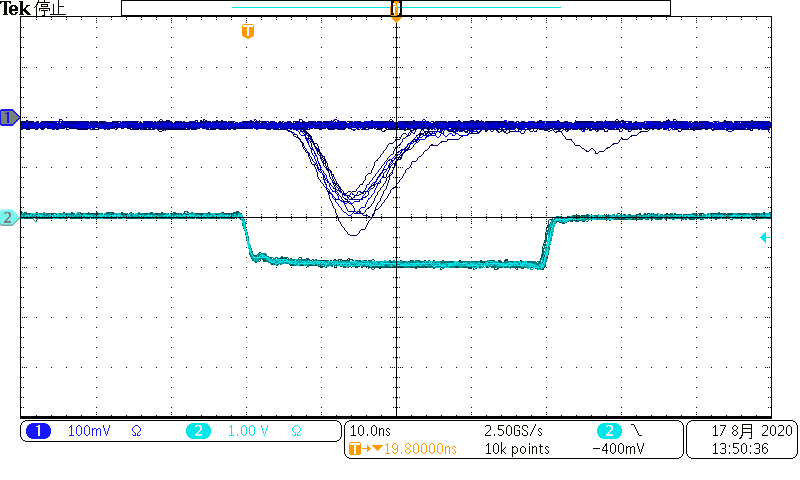 Tek 停止
T
T
1
2
1 100mV Ω 2 1.00 V Ω
10.0ns 2.50GS/s 2
T→▼19.80000ns 10k points −400mV
17 8月 2020
13:50:36